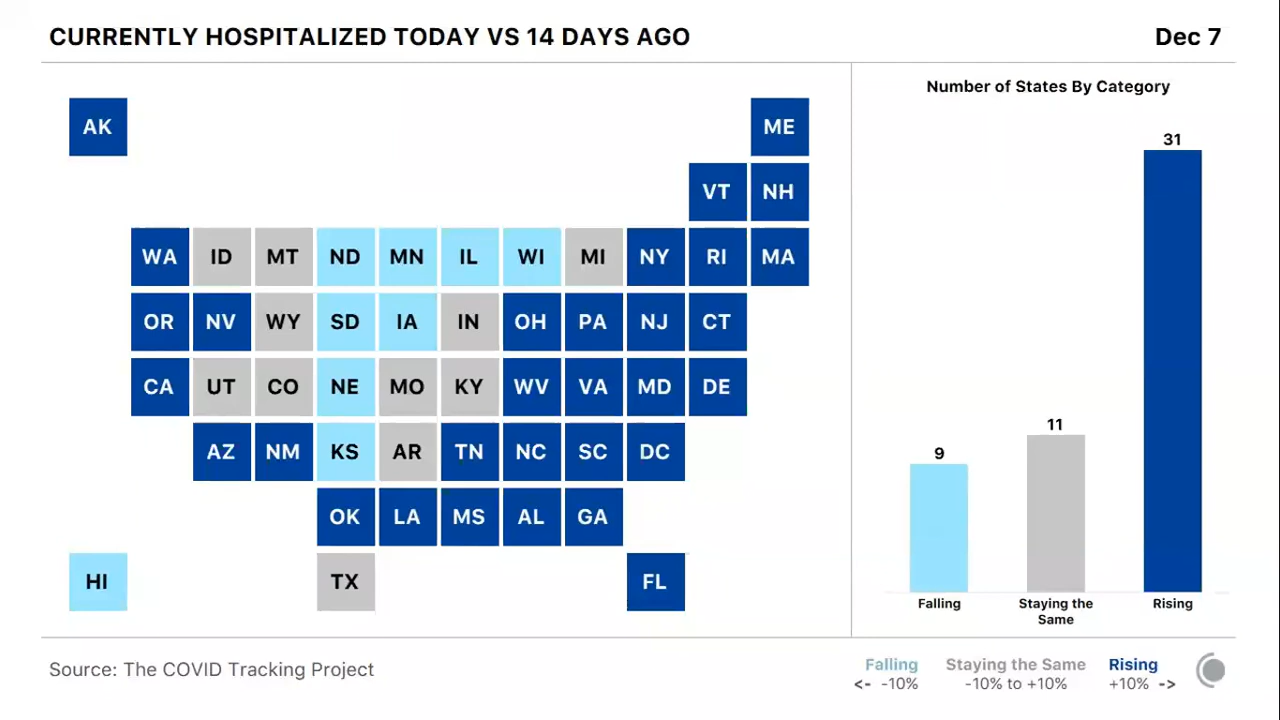 CURRENTLY HOSPITALIZED TODAY VS 14 DAYS AGO
Dec 7
AK
ME
VT NH
WA ID MT ND MN IL WI MI NY RI MA
OR NV WY SD IA IN OH PA NJ CT
CA UT CO NE MO KY WV VA MD DE
AZ NM KS AR TN NC SC DC
OK LA MS AL GA
HI TX FL
Number of States By Category
31
11
9
Falling
Staying the
Same
Rising
Source: The COVID Tracking Project
Falling Staying the Same Rising
<- -10% -10% to +10% +10% ->